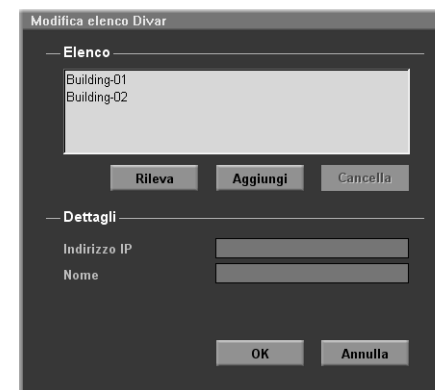 Modifica elenco Divar
Elenco
Building-01
Building-02
Rileva Aggiungi Cancella
Dettagli
Indirizzo IP
Nome
OK Annulla